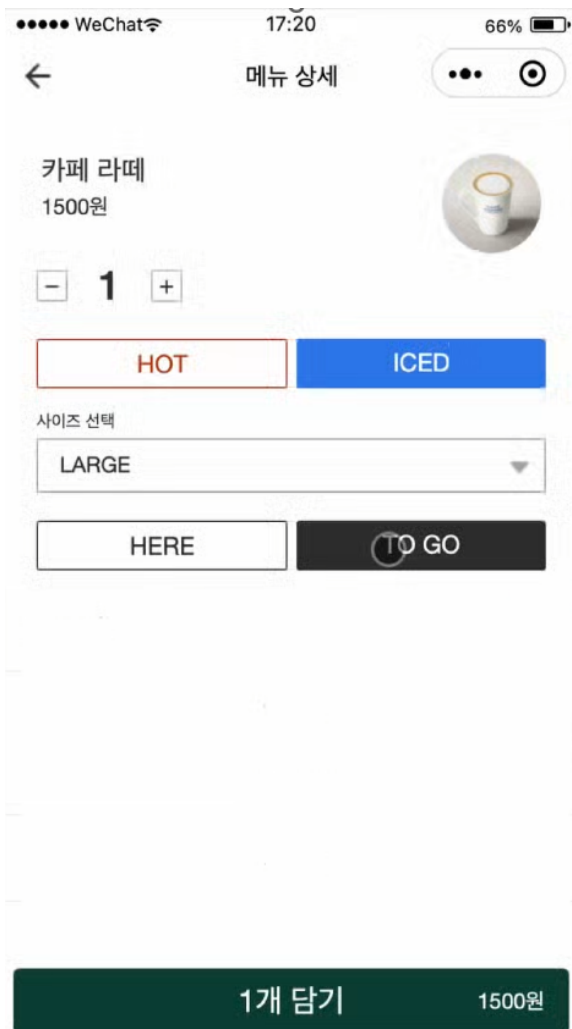 WeChat 17:20 66%
메뉴 상세
카페 라떼
1500원
1
HOT ICED
사이즈 선택
LARGE
HERE TO GO
1개 담기 1500원